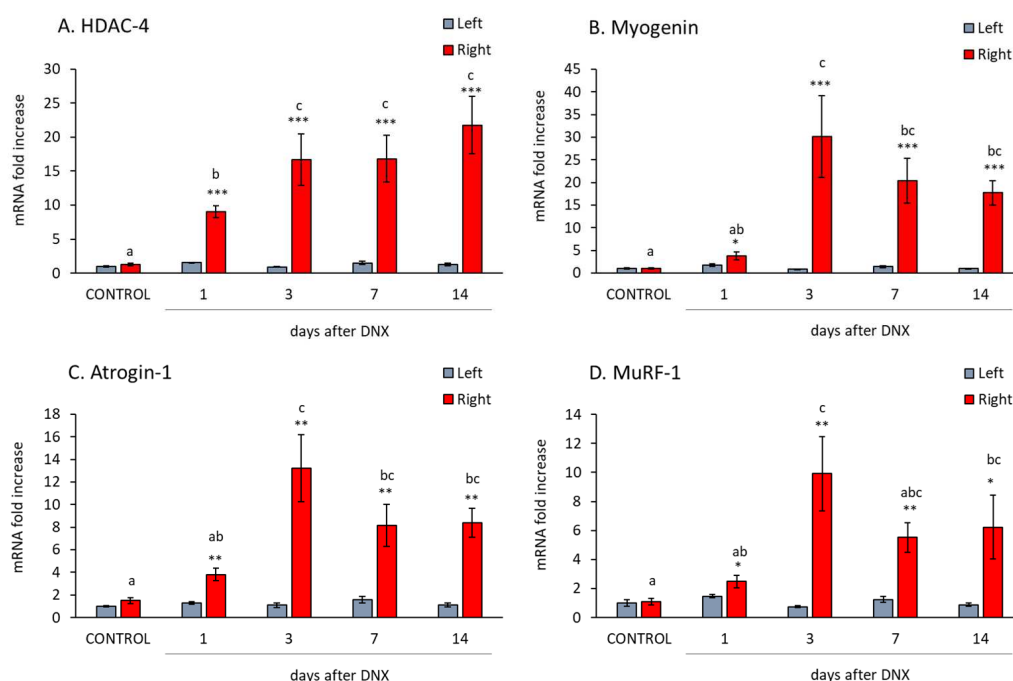 A. HDAC-4
Left
Right
mRNA fold increase
30
25
20
15
10
5
0
a
b
***
c
***
c
***
c
***
CONTROL 1 3 7 14
days after DNX
B. Myogenin
Left
Right
mRNA fold increase
45
40
35
30
25
20
15
10
5
0
a
ab
*
c
***
bc
***
bc
***
CONTROL 1 3 7 14
days after DNX
C. Atrogin-1
Left
Right
mRNA fold increase
18
16
14
12
10
8
6
4
2
0
a
ab
**
c
**
bc
**
bc
**
CONTROL 1 3 7 14
days after DNX
D. MuRF-1
Left
Right
mRNA fold increase
14
12
10
8
6
4
2
0
a
ab
*
c
**
abc
**
bc
*
CONTROL 1 3 7 14
days after DNX